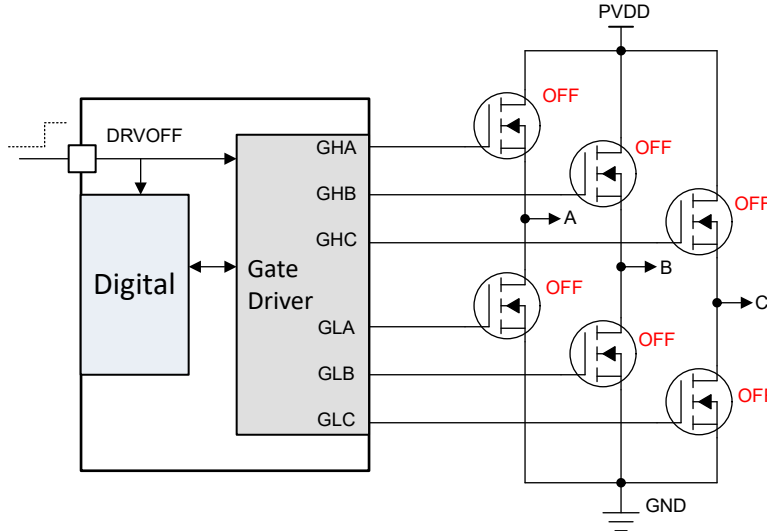 PVDD
OFF
DRVOFF
GHA
OFF
GHB
OFF
A
GHC
Digital
Gate
Driver
B
OFF
C
GLA
OFF
GLB
GLC
GND